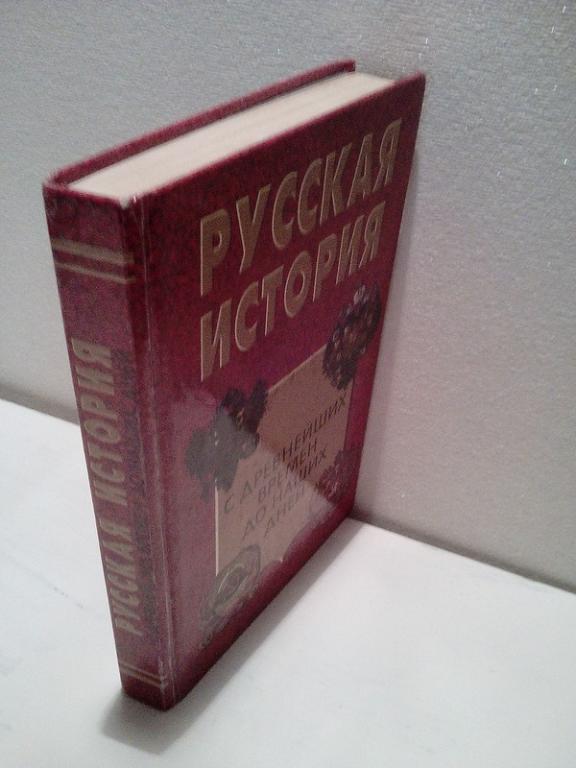 РУССКАЯ
ИСТОРИЯ
С ДРЕВНЕЙШИХ
ВРЕМЕН
ДО НАШИХ
ДНЕЙ
РУССКАЯ ИСТОРИЯ